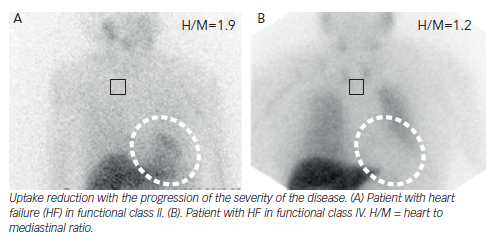 A
H/M=1.9
B
H/M=1.2
Uptake reduction with the progression of the severity of the disease. (A) Patient with heart
failure (HF) in functional class II. (B). Patient with HF in functional class IV. H/M = heart to
mediastinal ratio.